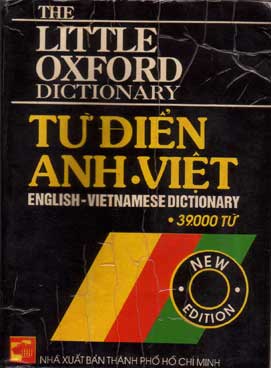 THE
LITTLE
OXFORD
DICTIONARY
TỪ ĐIỂN
ANH•VIỆT
ENGLISH-VIETNAMESE DICTIONARY
• 39.000 TỪ
NEW
EDITION
NHÀ XUẤT BẢN THÀNH PHỐ HỒ CHÍ MINH